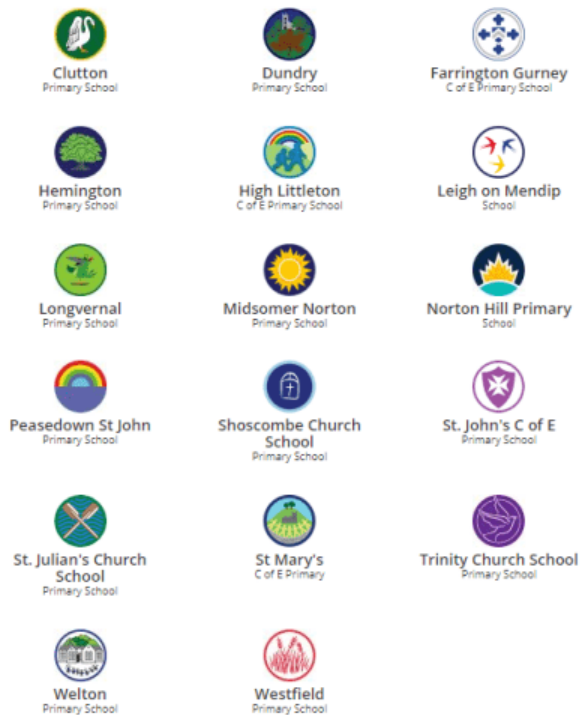 Clutton
Primary School
Dundry
Primary School
Farrington Gurney
C of E Primary School
Hemington
Primary School
High Littleton
C of E Primary School
Leigh on Mendip
School
Longvernal
Primary School
Midsomer Norton
Primary School
Norton Hill Primary
School
Peasedown St John
Primary School
Shoscombe Church
School
Primary School
St. John's C of E
Primary School
St. Julian's Church
School
Primary School
St Mary's
C of E Primary
Trinity Church School
Primary School
Welton
Primary School
Westfield
Primary School